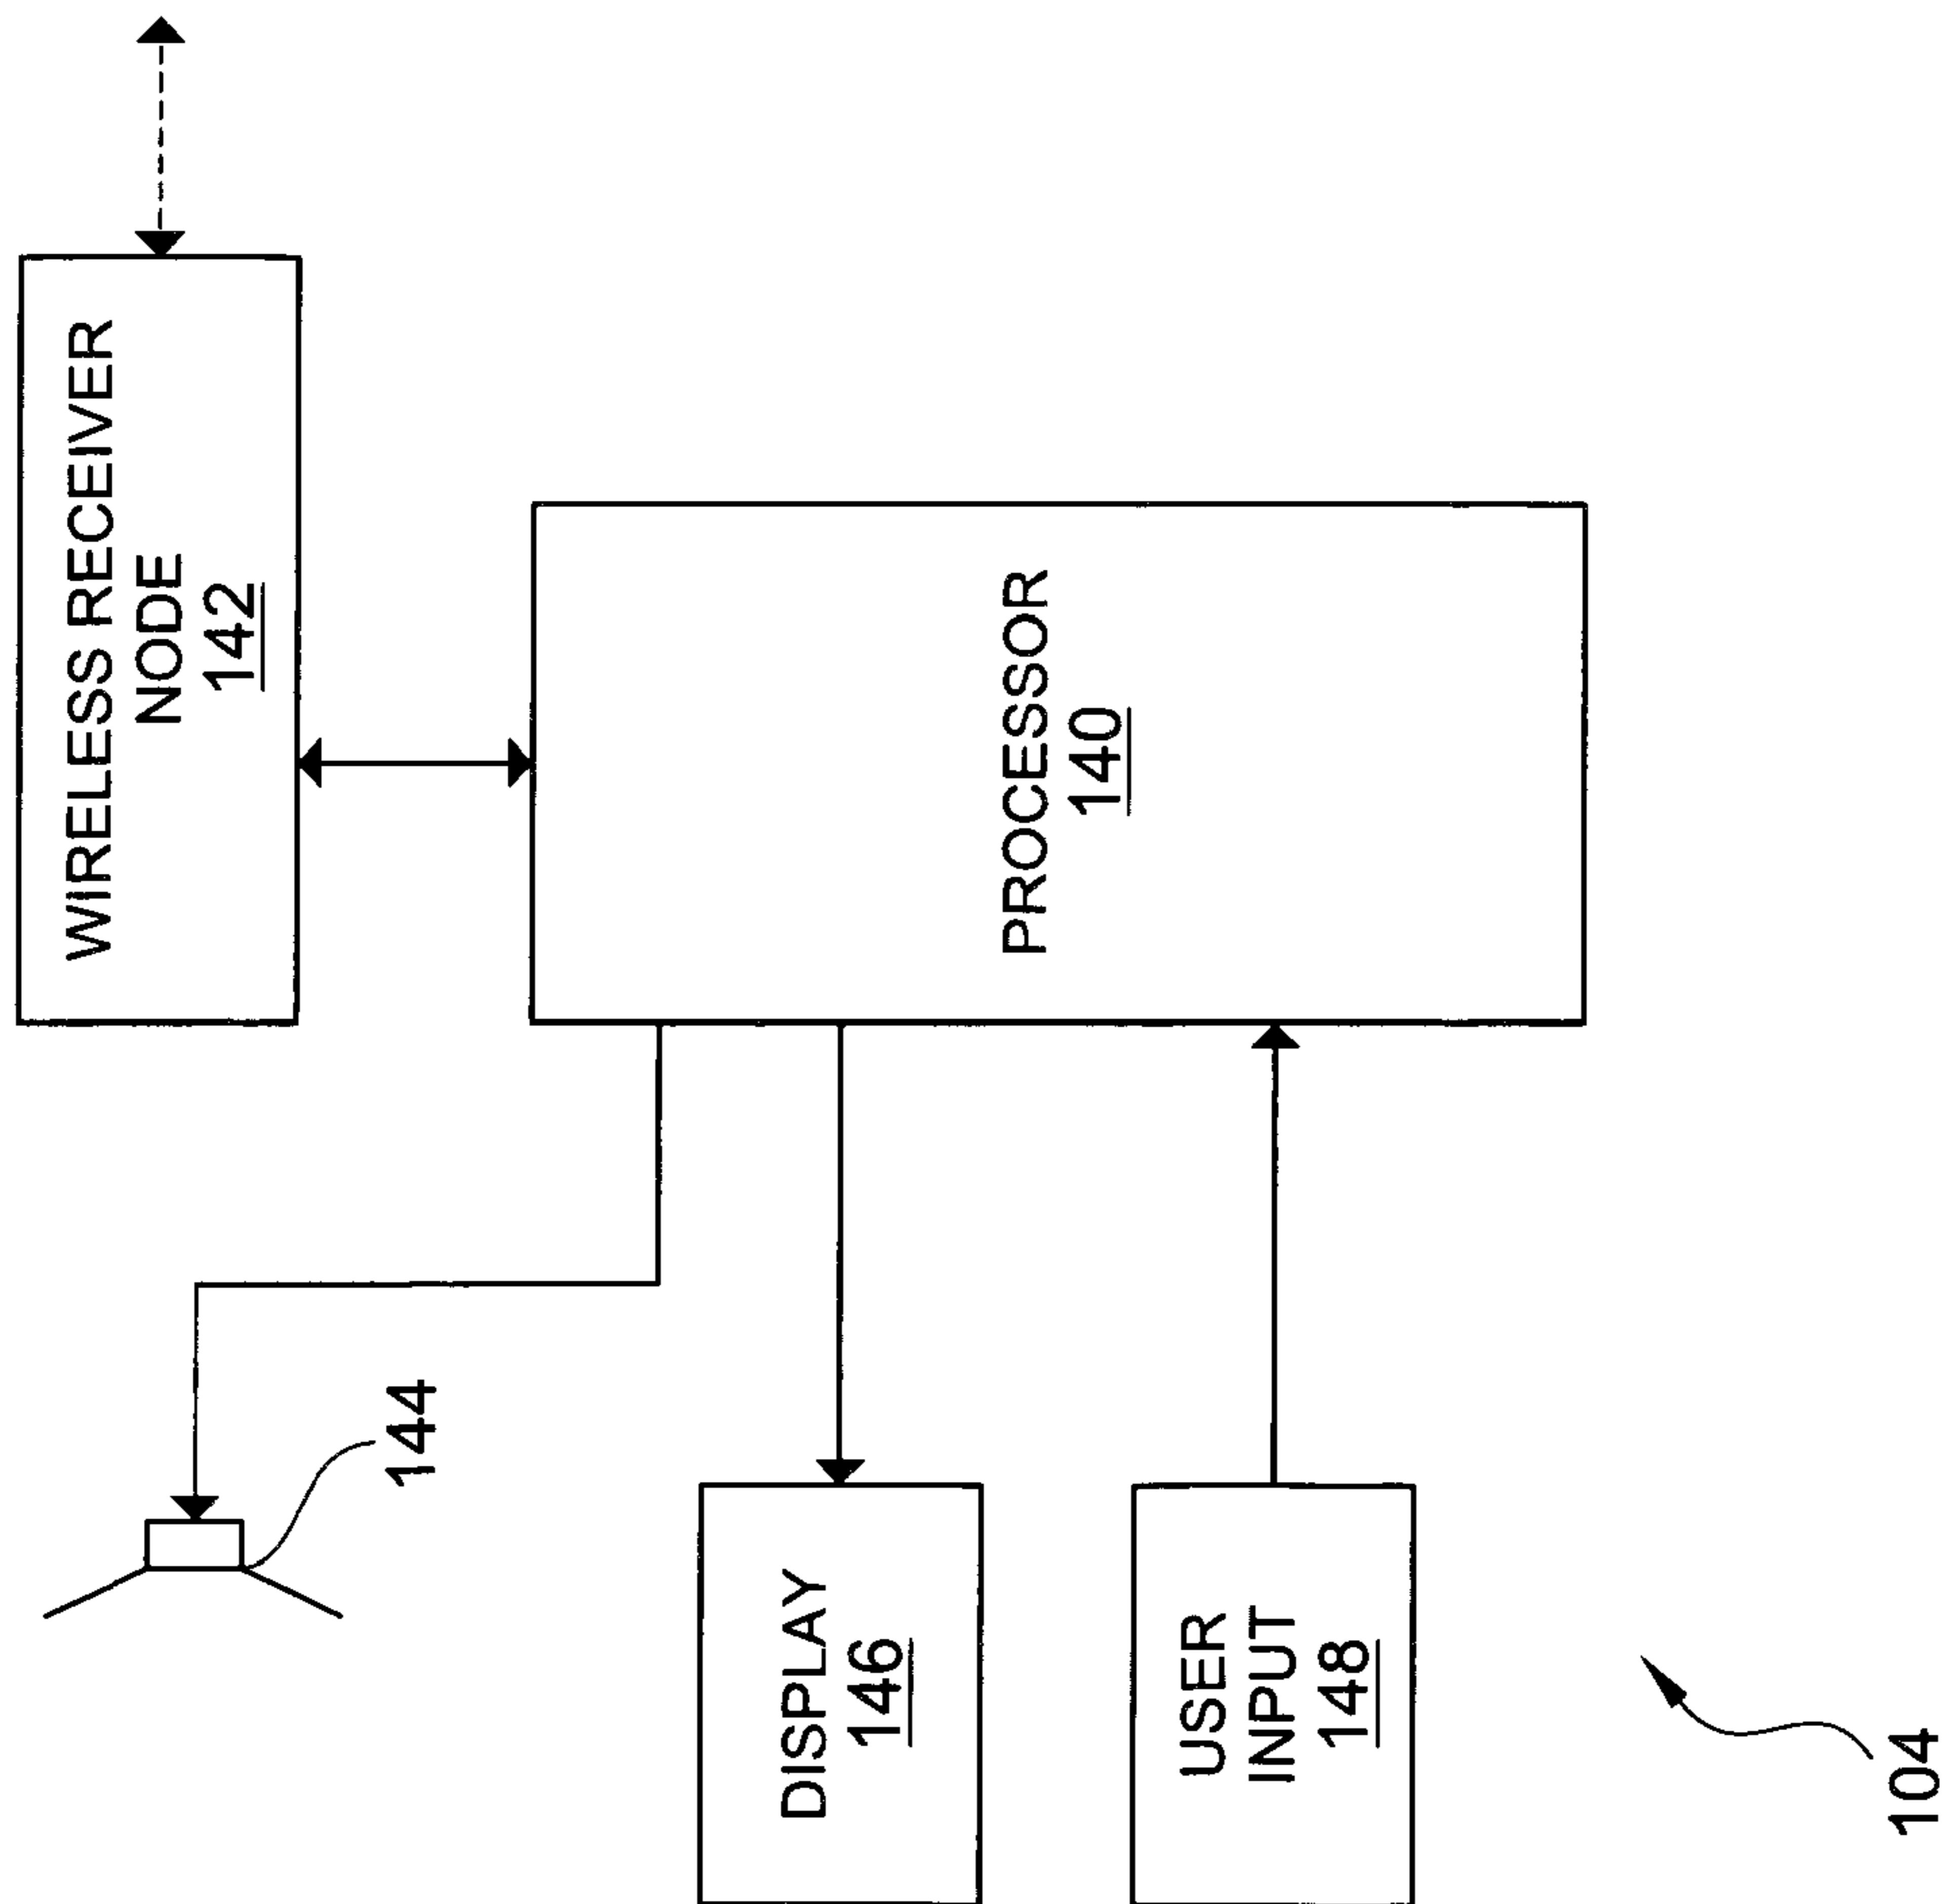 WIRELESS RECEIVER
NODE
142
PROCESSOR
140
144
DISPLAY
146
USER
INPUT
148
104